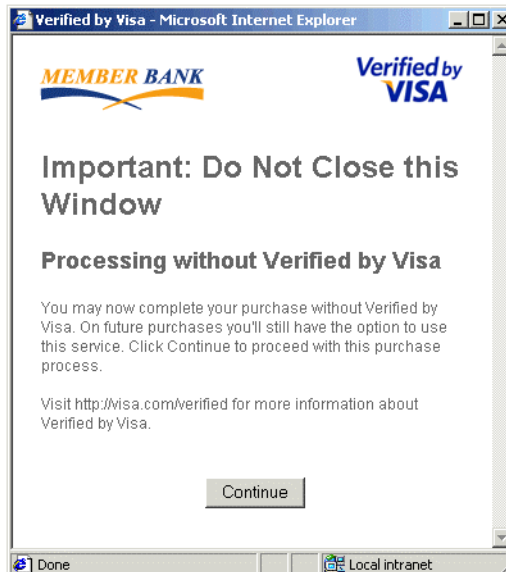 Verified by Visa - Microsoft Internet Explorer
MEMBER BANK
Verified by
VISA
Important: Do Not Close this
Window
Processing without Verified by Visa
You may now complete your purchase without Verified by
Visa. On future purchases you'll still have the option to use
this service. Click Continue to proceed with this purchase
process.
Visit http://visa.com/verified for more information about
Verified by Visa.
Continue
Done
Local intranet